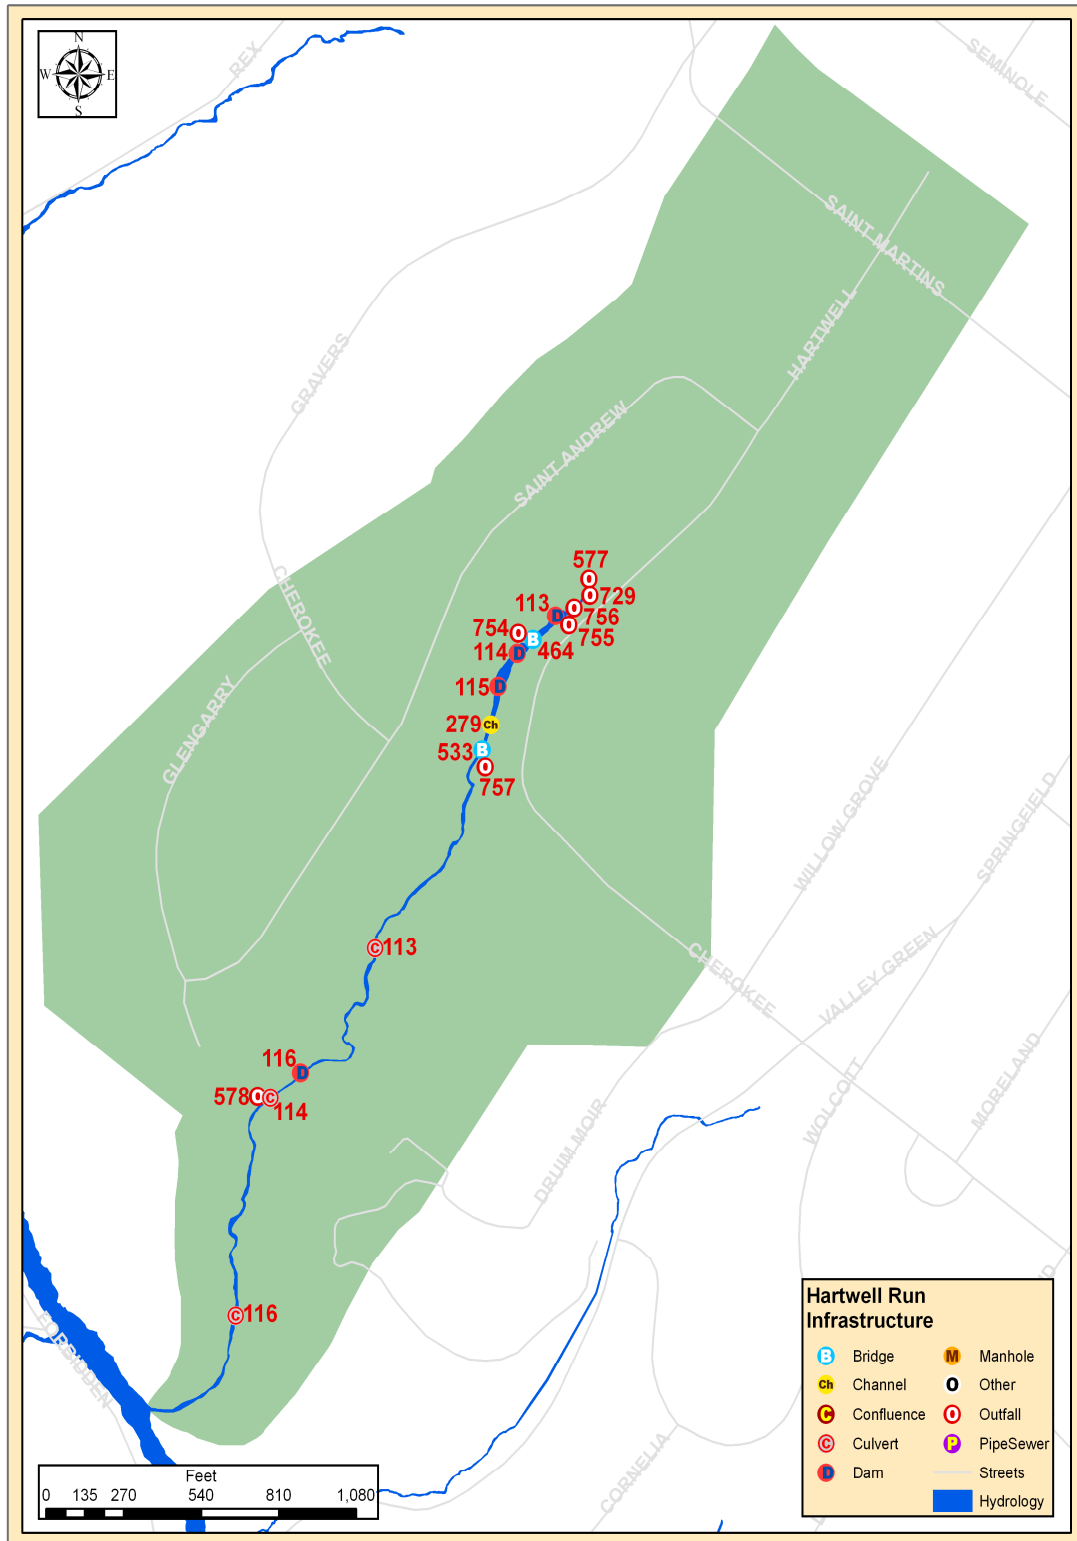 N
W E
S
REX
SEMINOLE
SAINT MARTINS
HARTWELL
GRAVERS
SAINT ANDREW
CHEROKEE
GLENGARRY
577
O
O 729
113 D O 756
754 O B O 755
114 D 464
115 D
279 Ch
533 B
O
757
WILLOW GROVE
SPRINGFIELD
VALLEY GREEN
CHEROKEE
C 113
116 D
578 O C
114
MORELAND
WOLCOTT
DRUIM MOIR
C 116
FORBIDDEN
CORNELIA
Hartwell Run
Infrastructure
B Bridge M Manhole
Ch Channel O Other
C Confluence O Outfall
C Culvert P PipeSewer
D Dam Streets
Hydrology
Feet
0 135 270 540 810 1,080